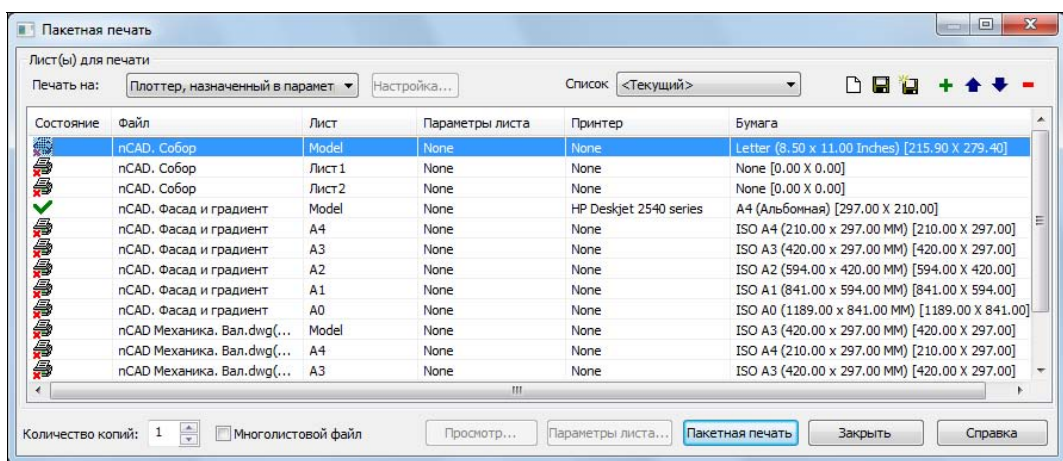 Пакетная печать
Лист(ы) для печати
Печать на: Плоттер, назначенный в парамет Настройка... Список <Текущий>
Состояние Файл Лист Параметры листа Принтер Бумага
nCAD. Собор Model None None Letter (8.50 x 11.00 Inches) [215.90 X 279.40]
nCAD. Собор Лист1 None None None [0.00 X 0.00]
nCAD. Собор Лист2 None None None [0.00 X 0.00]
nCAD. Фасад и градиент Model None HP Deskjet 2540 series A4 (Альбомная) [297.00 X 210.00]
nCAD. Фасад и градиент A4 None None ISO A4 (210.00 x 297.00 MM) [210.00 X 297.00]
nCAD. Фасад и градиент A3 None None ISO A3 (420.00 x 297.00 MM) [420.00 X 297.00]
nCAD. Фасад и градиент A2 None None ISO A2 (594.00 x 420.00 MM) [594.00 X 420.00]
nCAD. Фасад и градиент A1 None None ISO A1 (841.00 x 594.00 MM) [841.00 X 594.00]
nCAD. Фасад и градиент A0 None None ISO A0 (1189.00 x 841.00 MM) [1189.00 X 841.00]
nCAD Механика. Вал.dwg(... Model None None ISO A3 (420.00 x 297.00 MM) [420.00 X 297.00]
nCAD Механика. Вал.dwg(... A4 None None ISO A4 (210.00 x 297.00 MM) [210.00 X 297.00]
nCAD Механика. Вал.dwg(... A3 None None ISO A3 (420.00 x 297.00 MM) [420.00 X 297.00]
Количество копий: 1 Многолистовой файл Просмотр... Параметры листа... Пакетная печать Закрыть Справка